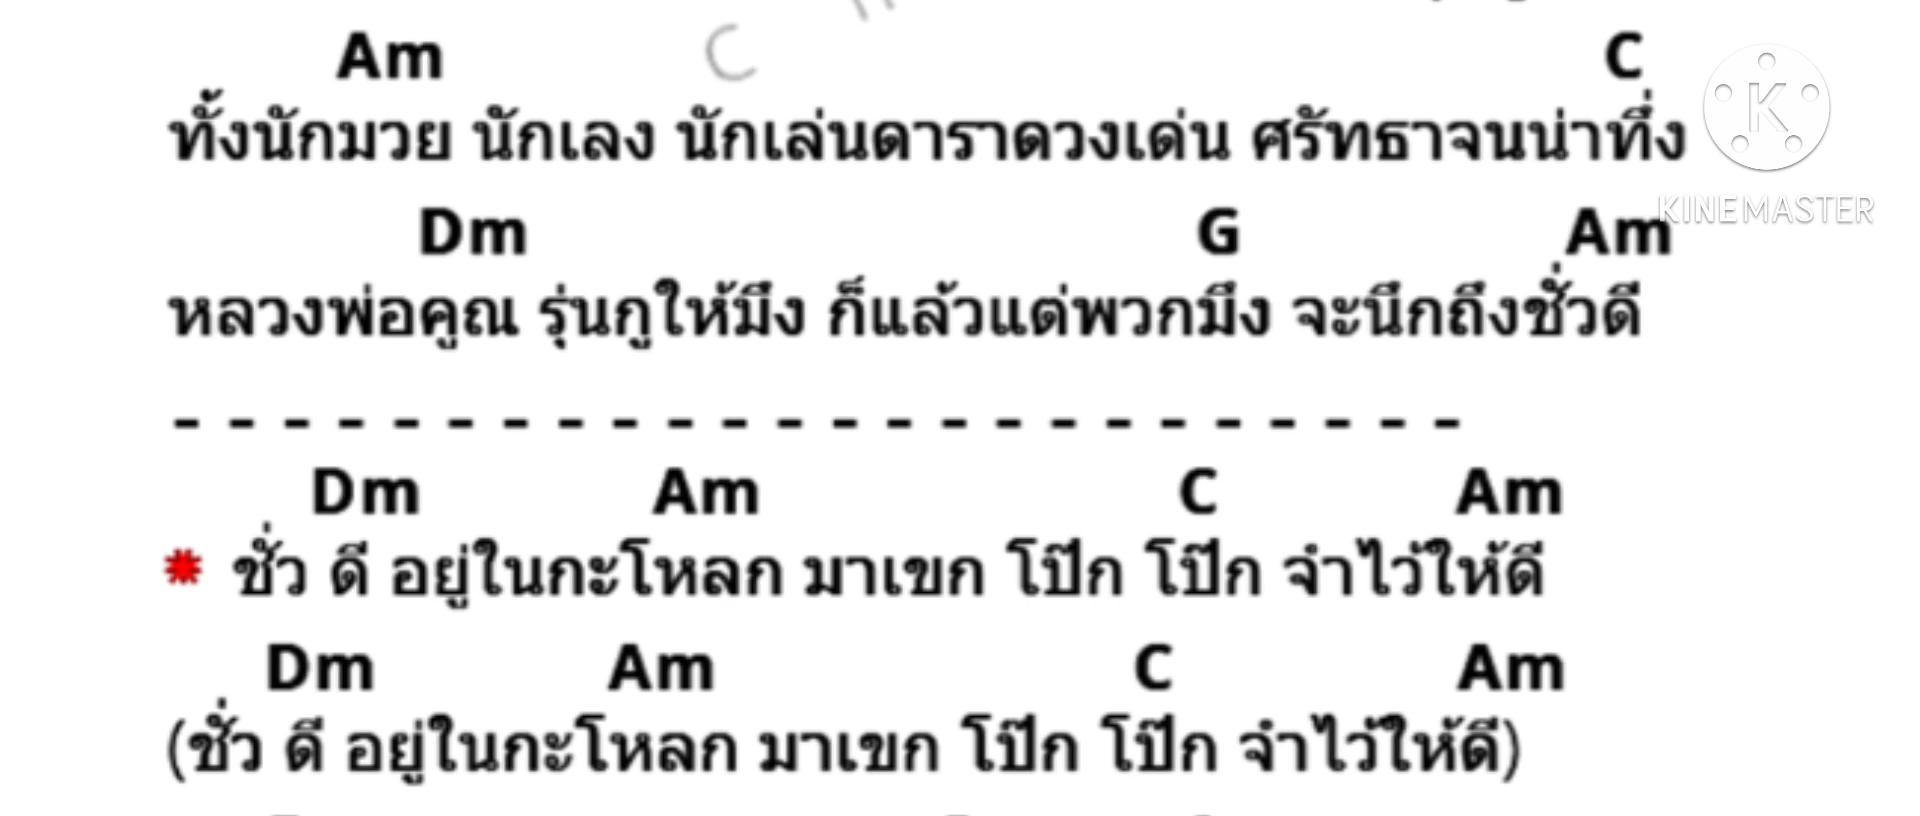 Am C C
ทั้งนักมวย นักเลง นักเล่นดาราดวงเด่น ศรัทธาจนน่าทึ่ง
K
KINEMASTER
Dm G Am
หลวงพ่อคูณ รุ่นกูให้มึง ก็แล้วแต่พวกมึง จะนึกถึงชั่วดี
- - - - - - - - - - - - - - - - - - - - - - - -
Dm Am C Am
* ชั่ว ดี อยู่ในกะโหลก มาเขก โป๊ก โป๊ก จำไว้ให้ดี
Dm Am C Am
(ชั่ว ดี อยู่ในกะโหลก มาเขก โป๊ก โป๊ก จำไว้ให้ดี)